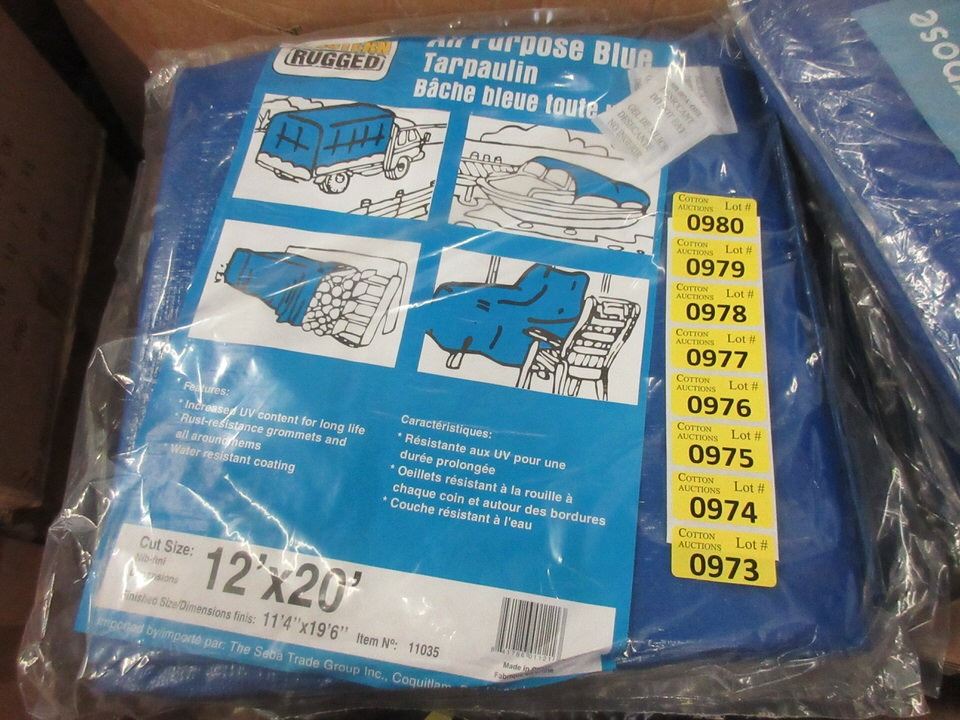 RUGGED
All Purpose Blue
Tarpaulin
Bâche bleue toute
Features:
* Increased UV content for long life
* Rust-resistance grommets and
all around hems
Water resistant coating
Caractéristiques:
* Résistante aux UV pour une
durée prolongée
* Oeillets résistant à la rouille à
chaque coin et autour des bordures
* Couche résistant à l'eau
Cut Size:
12'x20'
Finished Size/Dimensions finis: 11'4"x19'6" Item Nº: 11035
Imported by/importé par: The Seba Trade Group Inc., Coquitlam
Made in
COTTON AUCTIONS Lot #
0980
COTTON AUCTIONS Lot #
0979
COTTON AUCTIONS Lot #
0978
COTTON AUCTIONS Lot #
0977
COTTON AUCTIONS Lot #
0976
COTTON AUCTIONS Lot #
0975
COTTON AUCTIONS Lot #
0974
COTTON AUCTIONS Lot #
0973